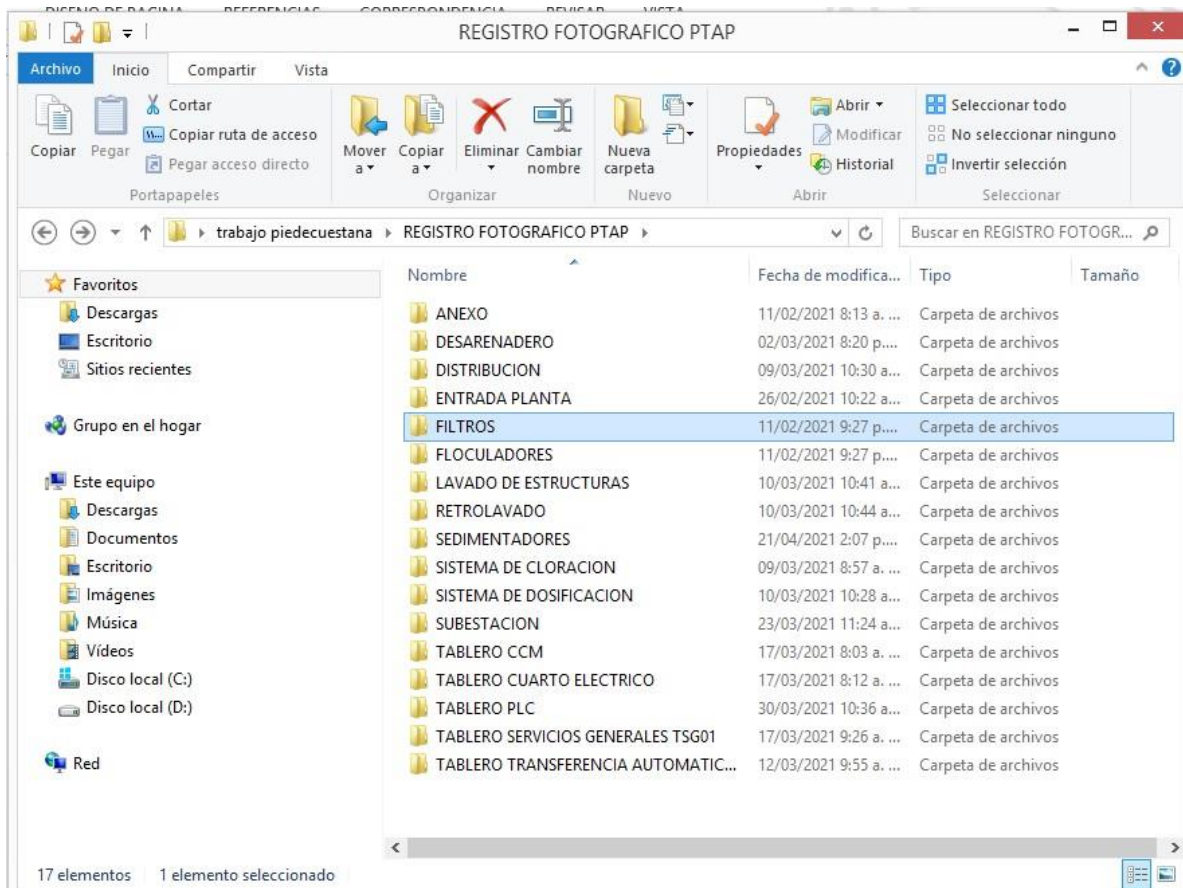 DISEÑO DE PAGINA REFERENCIAS CORRESPONDENCIA REVISAR VISTA
REGISTRO FOTOGRAFICO PTAP
Archivo Inicio Compartir Vista
Copiar
Pegar
Cortar
Copiar ruta de acceso
Pegar acceso directo
Portapapeles
Mover a
Copiar a
Eliminar
Cambiar nombre
Organizar
Nueva carpeta
Nuevo
Propiedades
Abrir
Modificar
Historial
Abrir
Seleccionar todo
No seleccionar ninguno
Invertir selección
Seleccionar
trabajo piedecuestana REGISTRO FOTOGRAFICO PTAP
Buscar en REGISTRO FOTOGR...
Favoritos
Descargas
Escritorio
Sitios recientes
Grupo en el hogar
Este equipo
Descargas
Documentos
Escritorio
Imágenes
Música
Vídeos
Disco local (C:)
Disco local (D:)
Red
Nombre Fecha de modifica... Tipo Tamaño
ANEXO 11/02/2021 8:13 a. ... Carpeta de archivos
DESARENADERO 02/03/2021 8:20 p.... Carpeta de archivos
DISTRIBUCION 09/03/2021 10:30 a... Carpeta de archivos
ENTRADA PLANTA 26/02/2021 10:22 a... Carpeta de archivos
FILTROS 11/02/2021 9:27 p.... Carpeta de archivos
FLOCULADORES 11/02/2021 9:27 p.... Carpeta de archivos
LAVADO DE ESTRUCTURAS 10/03/2021 10:41 a... Carpeta de archivos
RETROLAVADO 10/03/2021 10:44 a... Carpeta de archivos
SEDIMENTADORES 21/04/2021 2:07 p.... Carpeta de archivos
SISTEMA DE CLORACION 09/03/2021 8:57 a. ... Carpeta de archivos
SISTEMA DE DOSIFICACION 10/03/2021 10:28 a... Carpeta de archivos
SUBESTACION 23/03/2021 11:24 a... Carpeta de archivos
TABLERO CCM 17/03/2021 8:03 a. ... Carpeta de archivos
TABLERO CUARTO ELECTRICO 17/03/2021 8:12 a. ... Carpeta de archivos
TABLERO PLC 30/03/2021 10:36 a... Carpeta de archivos
TABLERO SERVICIOS GENERALES TSG01 17/03/2021 9:26 a. ... Carpeta de archivos
TABLERO TRANSFERENCIA AUTOMATIC... 12/03/2021 9:55 a. ... Carpeta de archivos
17 elementos 1 elemento seleccionado